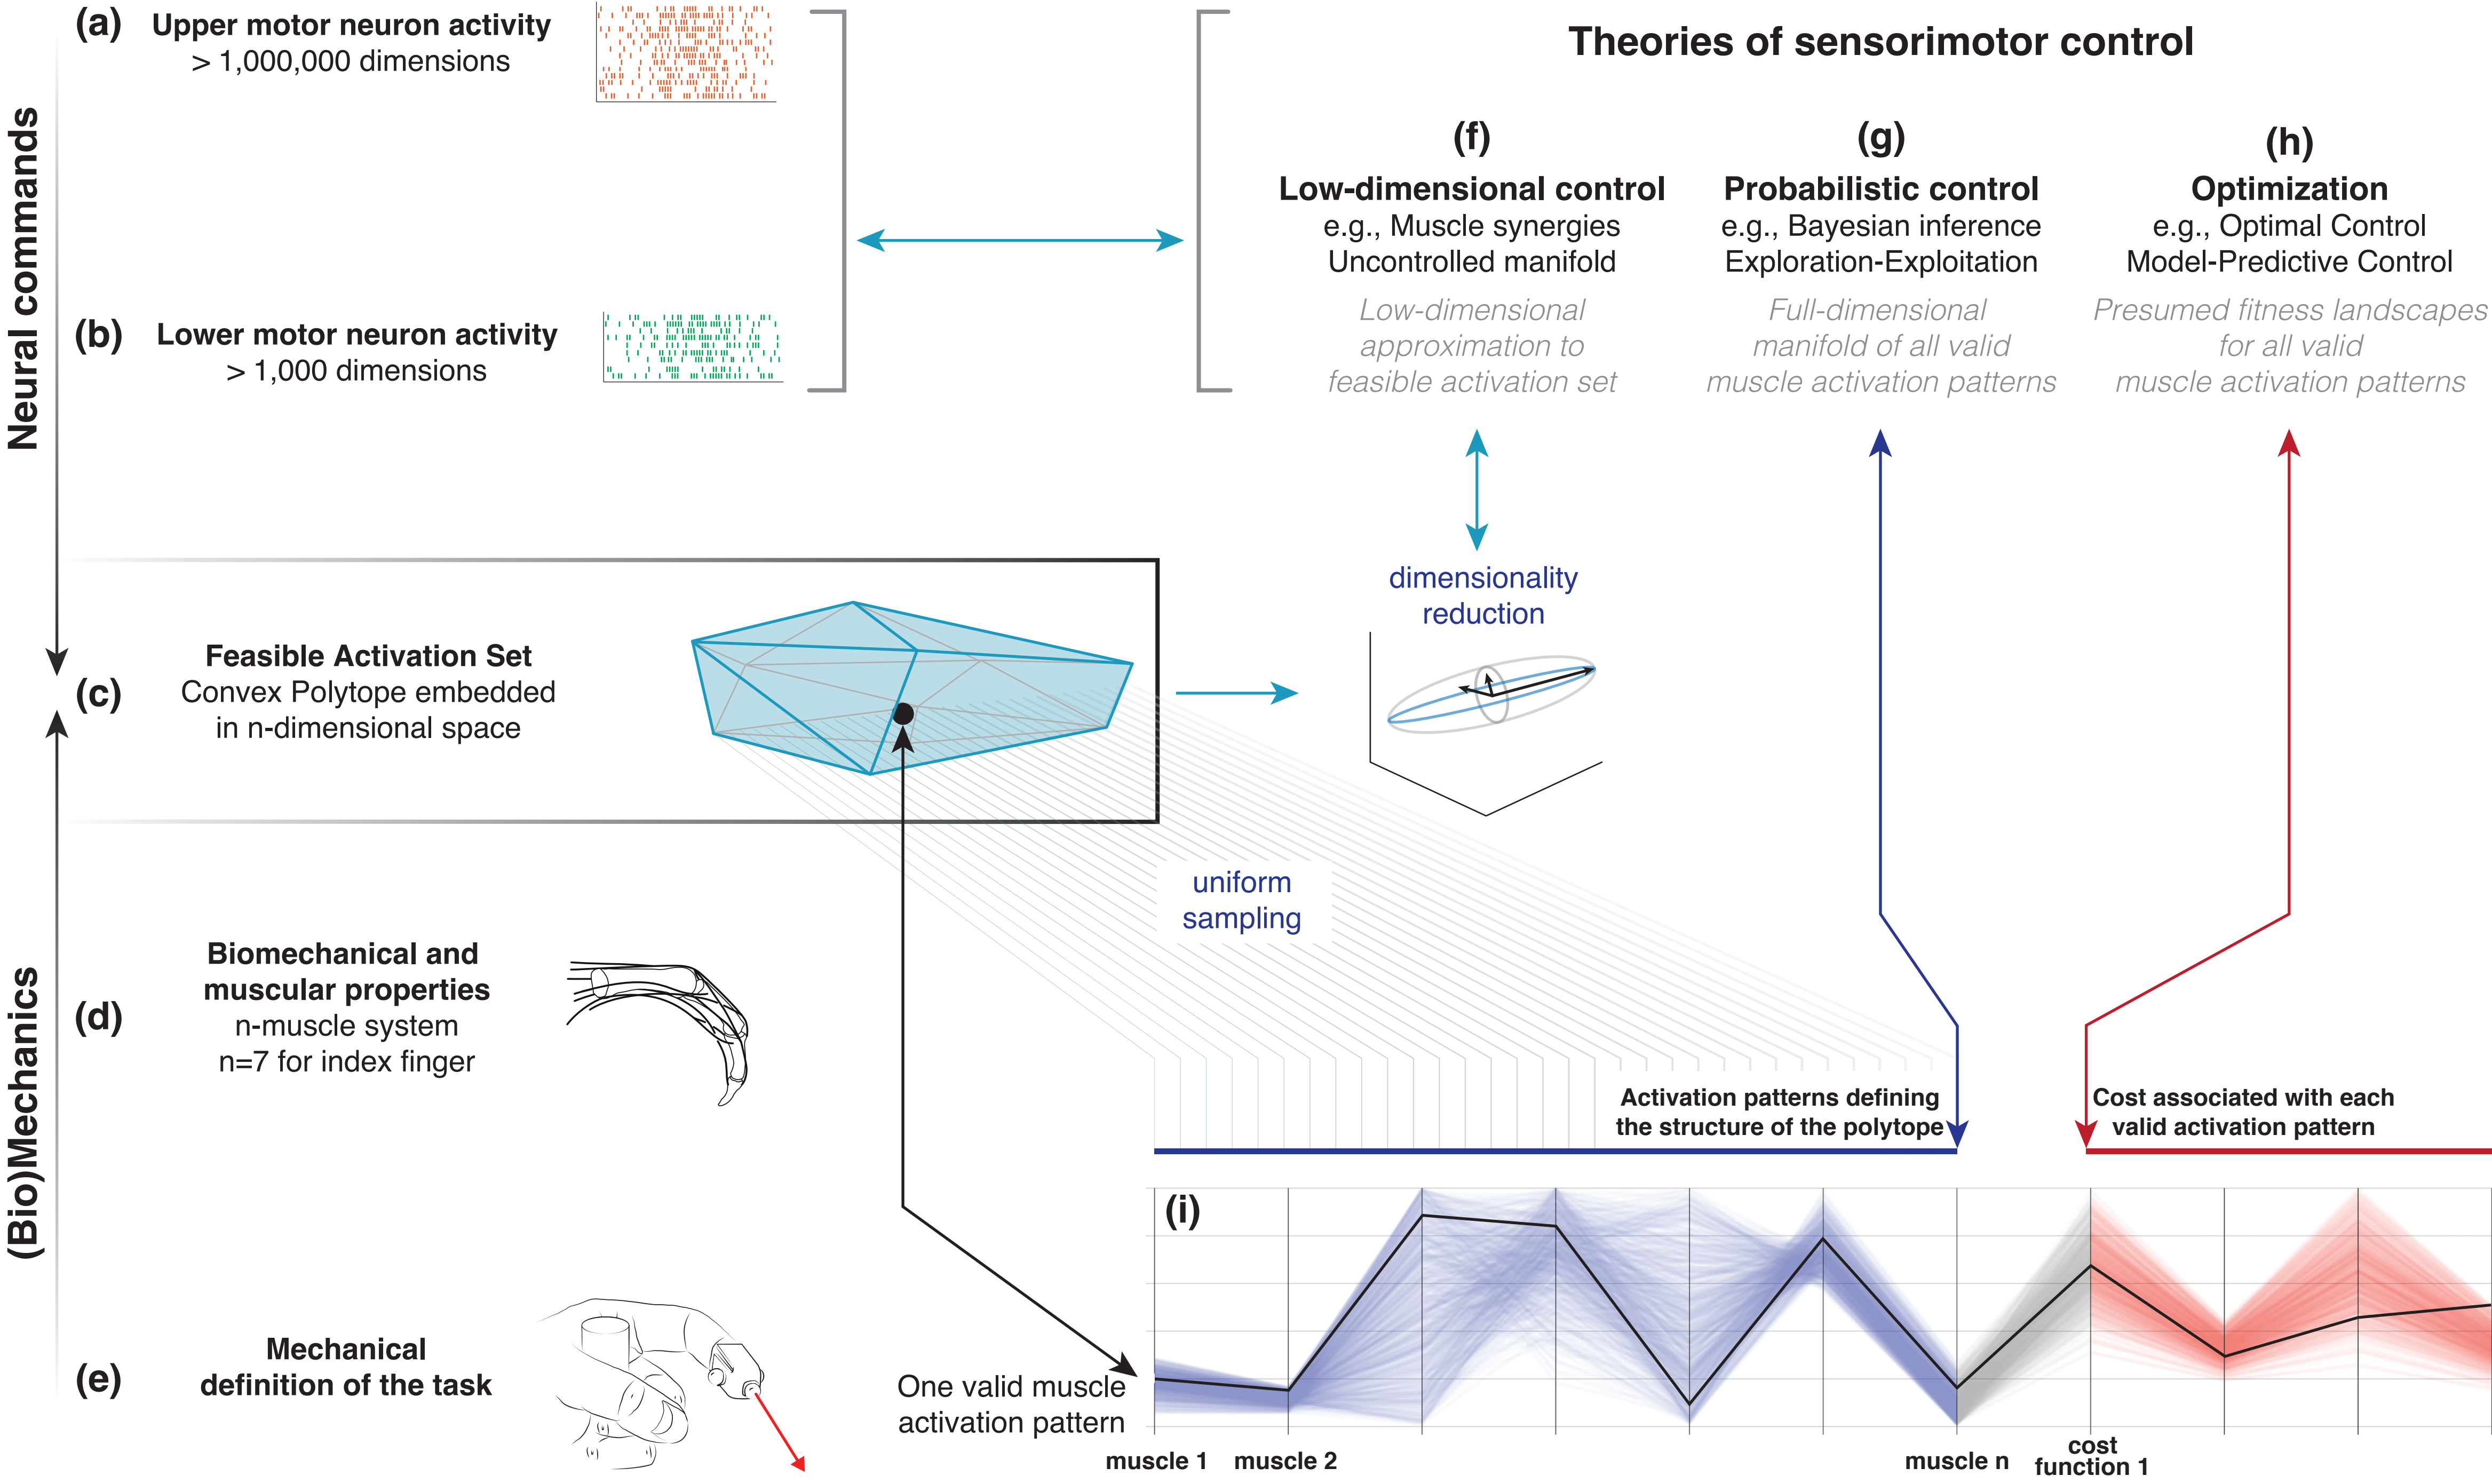 (a)
Upper motor neuron activity
> 1,000,000 dimensions
Theories of sensorimotor control
Neural commands
(b)
Lower motor neuron activity
> 1,000 dimensions
(f)
Low-dimensional control
e.g., Muscle synergies
Uncontrolled manifold
Low-dimensional
approximation to
feasible activation set
(g)
Probabilistic control
e.g., Bayesian inference
Exploration-Exploitation
Full-dimensional
manifold of all valid
muscle activation patterns
(h)
Optimization
e.g., Optimal Control
Model-Predictive Control
Presumed fitness landscapes
for all valid
muscle activation patterns
(c)
Feasible Activation Set
Convex Polytope embedded
in n-dimensional space
dimensionality
reduction
uniform
sampling
(Bio)Mechanics
(d)
Biomechanical and
muscular properties
n-muscle system
n=7 for index finger
Activation patterns defining
the structure of the polytope
Cost associated with each
valid activation pattern
(e)
Mechanical
definition of the task
One valid muscle
activation pattern
(i)
muscle 1
muscle 2
muscle n
cost
function 1